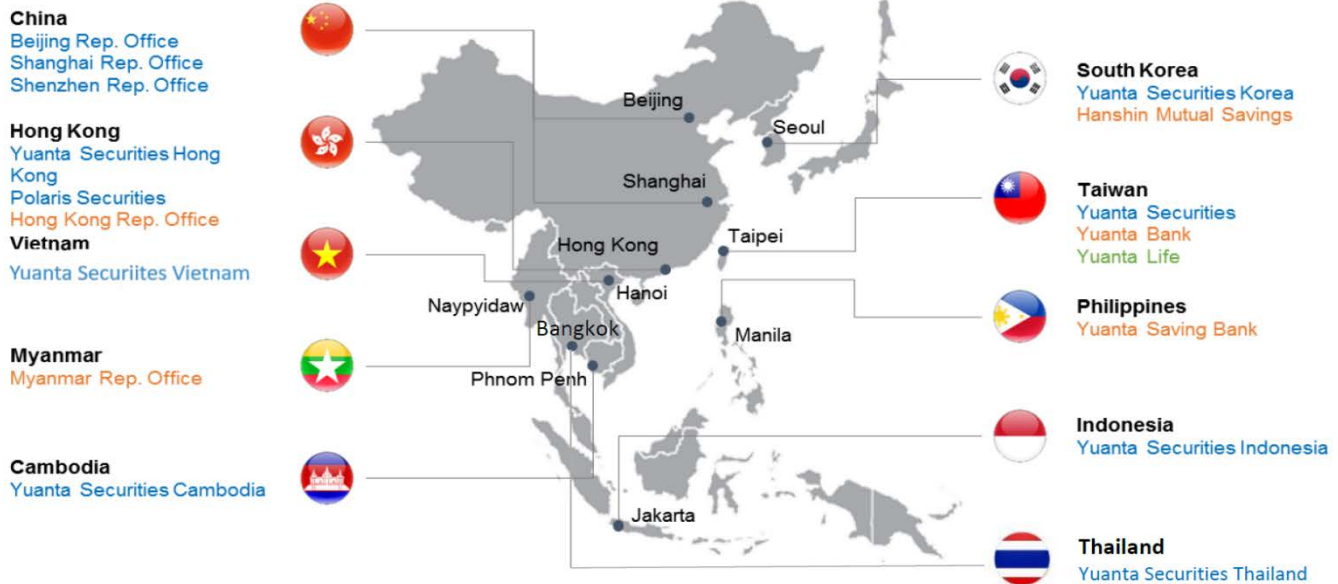 China
Beijing Rep. Office
Shanghai Rep. Office
Shenzhen Rep. Office
Hong Kong
Yuanta Securities Hong
Kong
Polaris Securities
Hong Kong Rep. Office
Vietnam
Yuanta Securiites Vietnam
Myanmar
Myanmar Rep. Office
Cambodia
Yuanta Securities Cambodia
Beijing
Seoul
Shanghai
Taipei
Hong Kong
Hanoi
Naypyidaw
Bangkok
Manila
Phnom Penh
Jakarta
South Korea
Yuanta Securities Korea
Hanshin Mutual Savings
Taiwan
Yuanta Securities
Yuanta Bank
Yuanta Life
Philippines
Yuanta Saving Bank
Indonesia
Yuanta Securities Indonesia
Thailand
Yuanta Securities Thailand